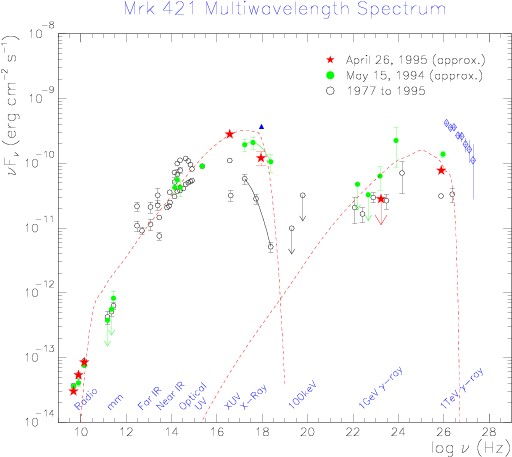 Mrk 421 Multiwavelength Spectrum
νFν (erg cm⁻² s⁻¹)
10⁻⁸
10⁻⁹
10⁻¹⁰
10⁻¹¹
10⁻¹²
10⁻¹³
10⁻¹⁴
April 26, 1995 (approx.)
May 15, 1994 (approx.)
1977 to 1995
Radio
mm
Far IR
Near IR
Optical
UV
XUV
X-Ray
100keV
1GeV γ-ray
1TeV γ-ray
10 12 14 16 18 20 22 24 26 28
log ν (Hz)